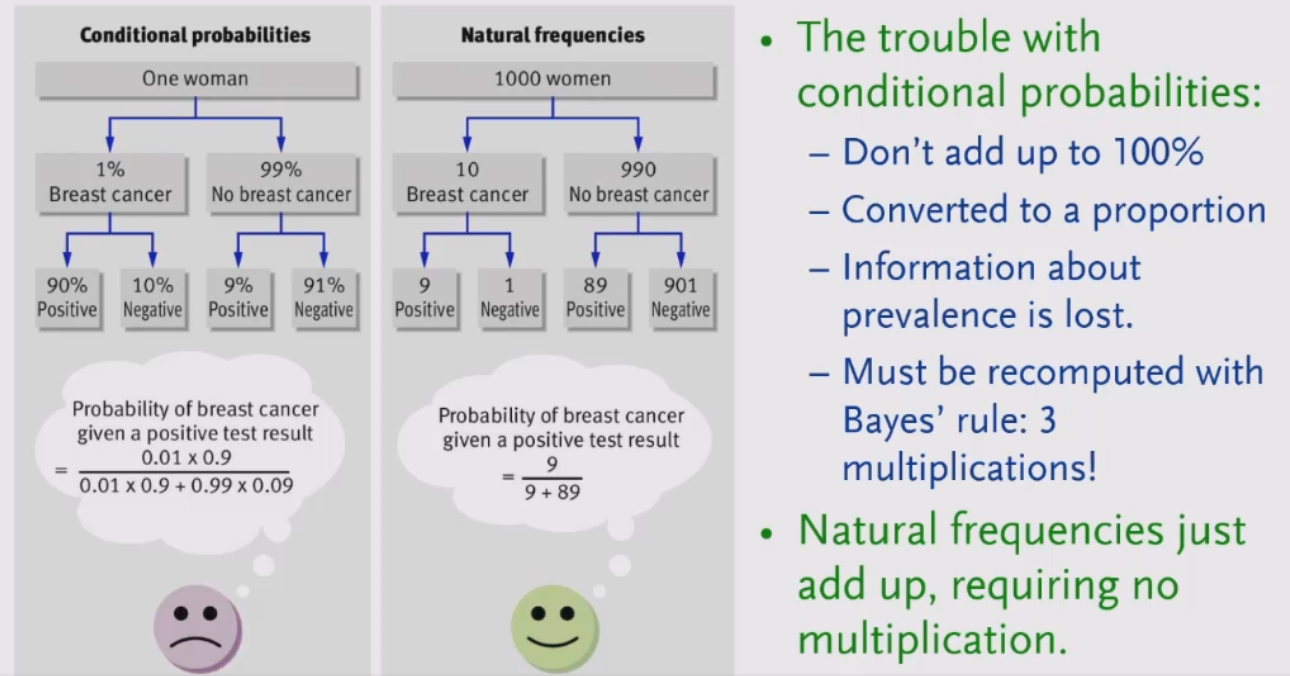 Conditional probabilities
One woman
1%
Breast cancer
99%
No breast cancer
90%
Positive
10%
Negative
9%
Positive
91%
Negative
Probability of breast cancer
given a positive test result
0.01 x 0.9
=
0.01 x 0.9 + 0.99 x 0.09
Natural frequencies
1000 women
10
Breast cancer
990
No breast cancer
9
Positive
1
Negative
89
Positive
901
Negative
Probability of breast cancer
given a positive test result
9
=
9 + 89
• The trouble with
conditional probabilities:
– Don't add up to 100%
– Converted to a proportion
– Information about
prevalence is lost.
– Must be recomputed with
Bayes' rule: 3
multiplications!
• Natural frequencies just
add up, requiring no
multiplication.